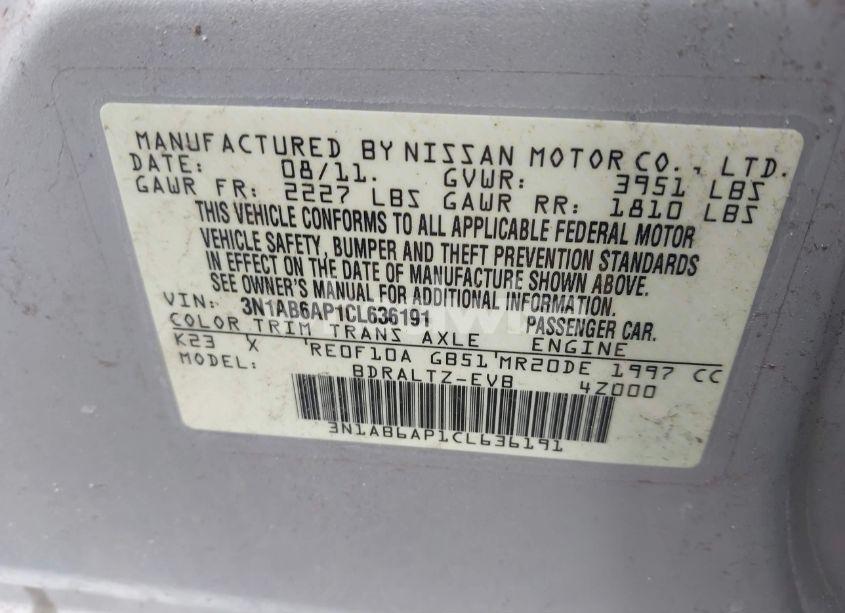 MANUFACTURED BY NISSAN MOTOR CO., LTD.
DATE: 08/11. GVWR: 3951 LBS
GAWR FR: 2227 LBS GAWR RR: 1810 LBS
THIS VEHICLE CONFORMS TO ALL APPLICABLE FEDERAL MOTOR
VEHICLE SAFETY, BUMPER AND THEFT PREVENTION STANDARDS
IN EFFECT ON THE DATE OF MANUFACTURE SHOWN ABOVE.
SEE OWNER'S MANUAL FOR ADDITIONAL INFORMATION.
VIN: 3N1AB6AP1CL636191 PASSENGER CAR.
COLOR TRIM TRANS AXLE ENGINE
K23 X RE0F10A GB51 MR20DE 1997 CC
MODEL: BDRALTZ-EVB 4Z000
3N1AB6AP1CL636191